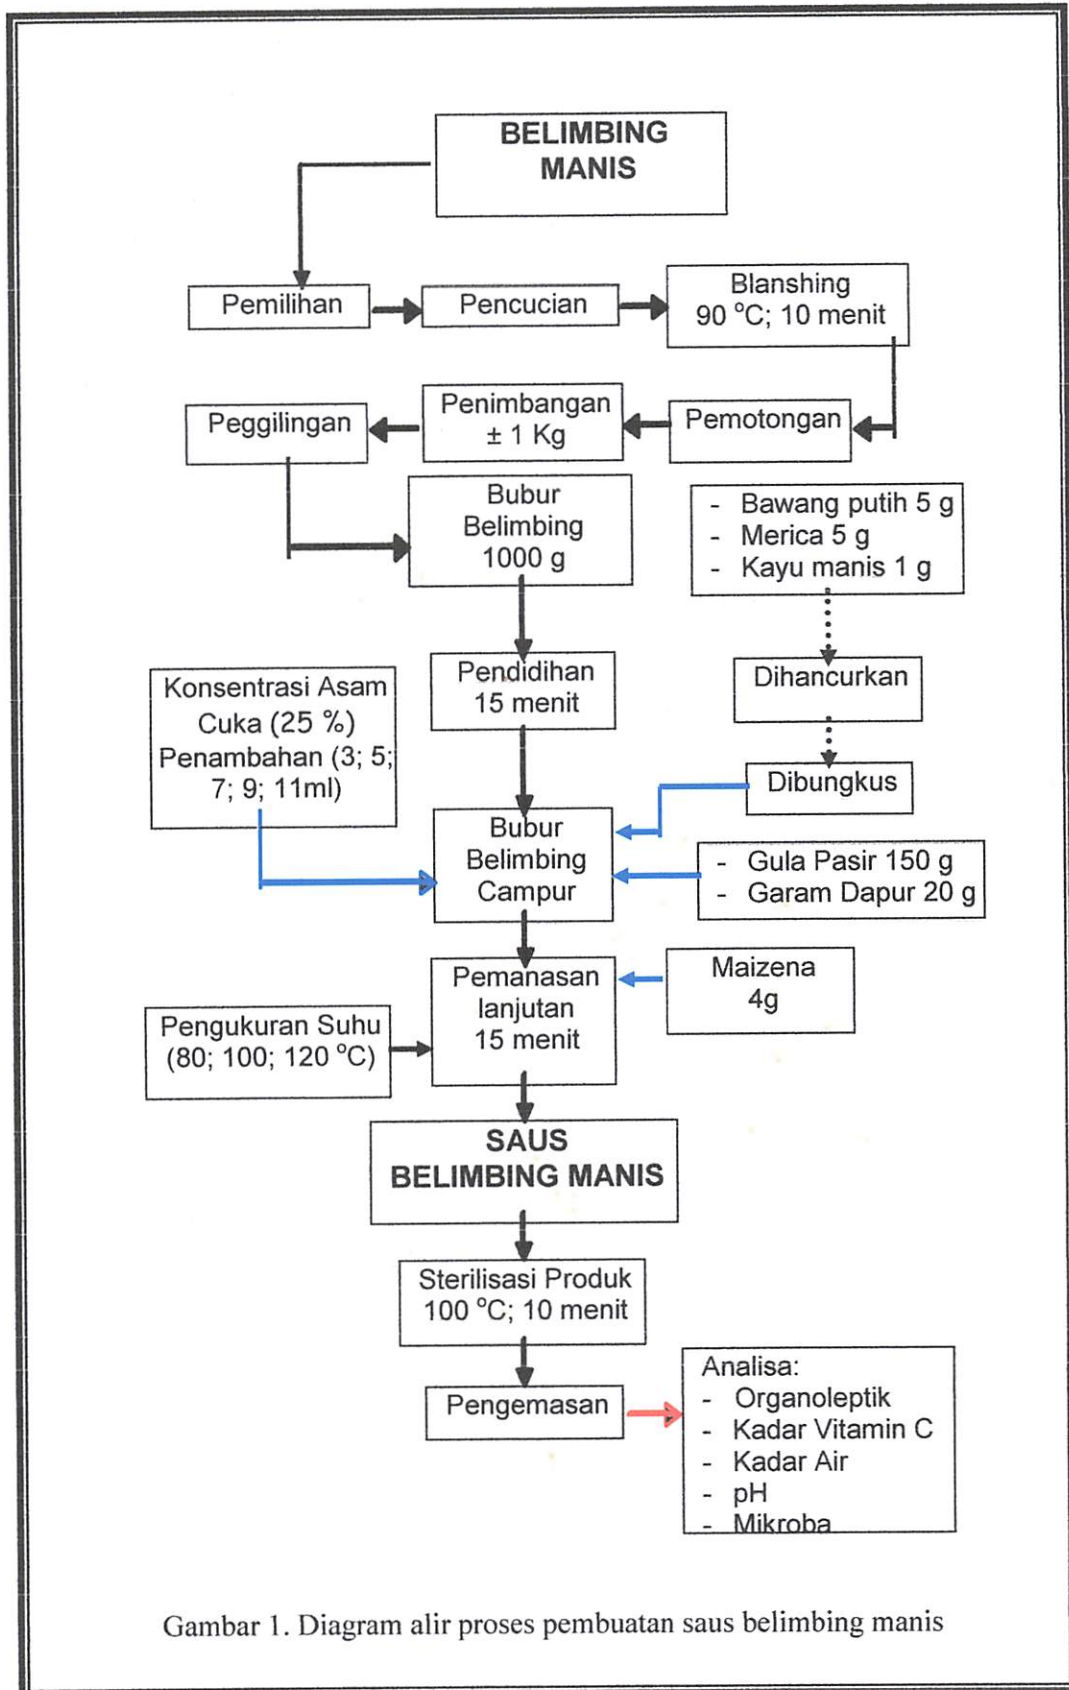 BELIMBING
MANIS
Pemilihan
Pencucian
Blanshing
90 °C; 10 menit
Peggilingan
Penimbangan
± 1 Kg
Pemotongan
Bubur
Belimbing
1000 g
- Bawang putih 5 g
- Merica 5 g
- Kayu manis 1 g
Pendidihan
15 menit
Dihancurkan
Konsentrasi Asam
Cuka (25 %)
Penambahan (3; 5;
7; 9; 11ml)
Dibungkus
Bubur
Belimbing
Campur
- Gula Pasir 150 g
- Garam Dapur 20 g
Pemanasan
lanjutan
15 menit
Maizena
4g
Pengukuran Suhu
(80; 100; 120 °C)
SAUS
BELIMBING MANIS
Sterilisasi Produk
100 °C; 10 menit
Pengemasan
Analisa:
- Organoleptik
- Kadar Vitamin C
- Kadar Air
- pH
- Mikroba
Gambar 1. Diagram alir proses pembuatan saus belimbing manis